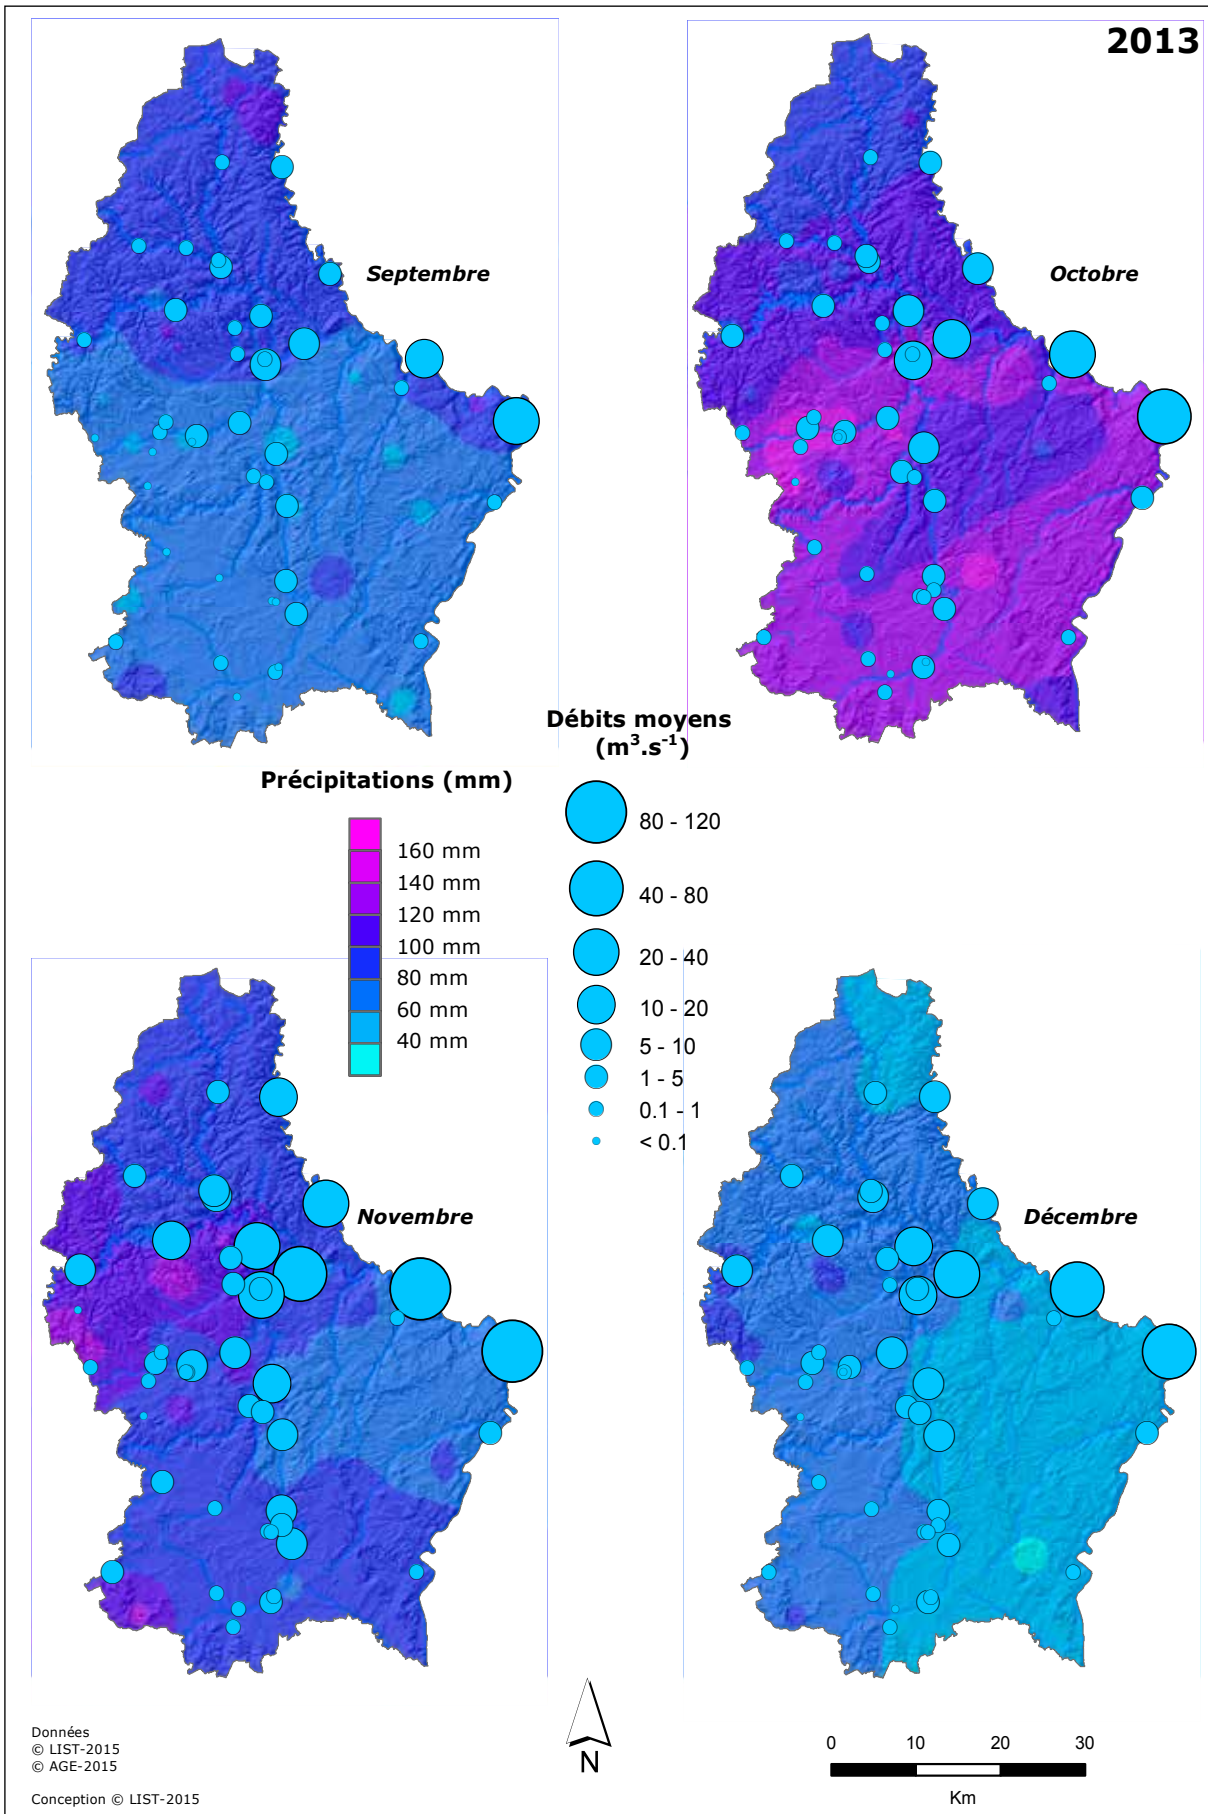 2013
Septembre
Octobre
Débits moyens
(m³.s⁻¹)
Précipitations (mm)
160 mm
140 mm
120 mm
100 mm
80 mm
60 mm
40 mm
80 - 120
40 - 80
20 - 40
10 - 20
5 - 10
1 - 5
0.1 - 1
< 0.1
Novembre
Décembre
Données
© LIST-2015
© AGE-2015
Conception © LIST-2015
N
0 10 20 30
Km